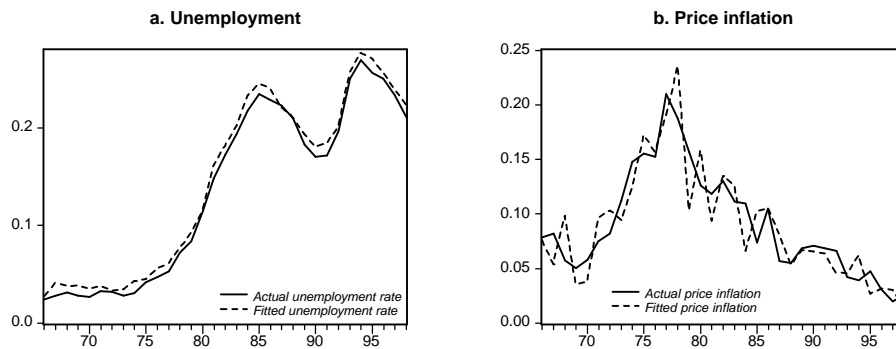 a. Unemployment
0.2
0.1
0.0
70 75 80 85 90 95
Actual unemployment rate
Fitted unemployment rate
b. Price inflation
0.25
0.20
0.15
0.10
0.05
0.00
70 75 80 85 90 95
Actual price inflation
Fitted price inflation